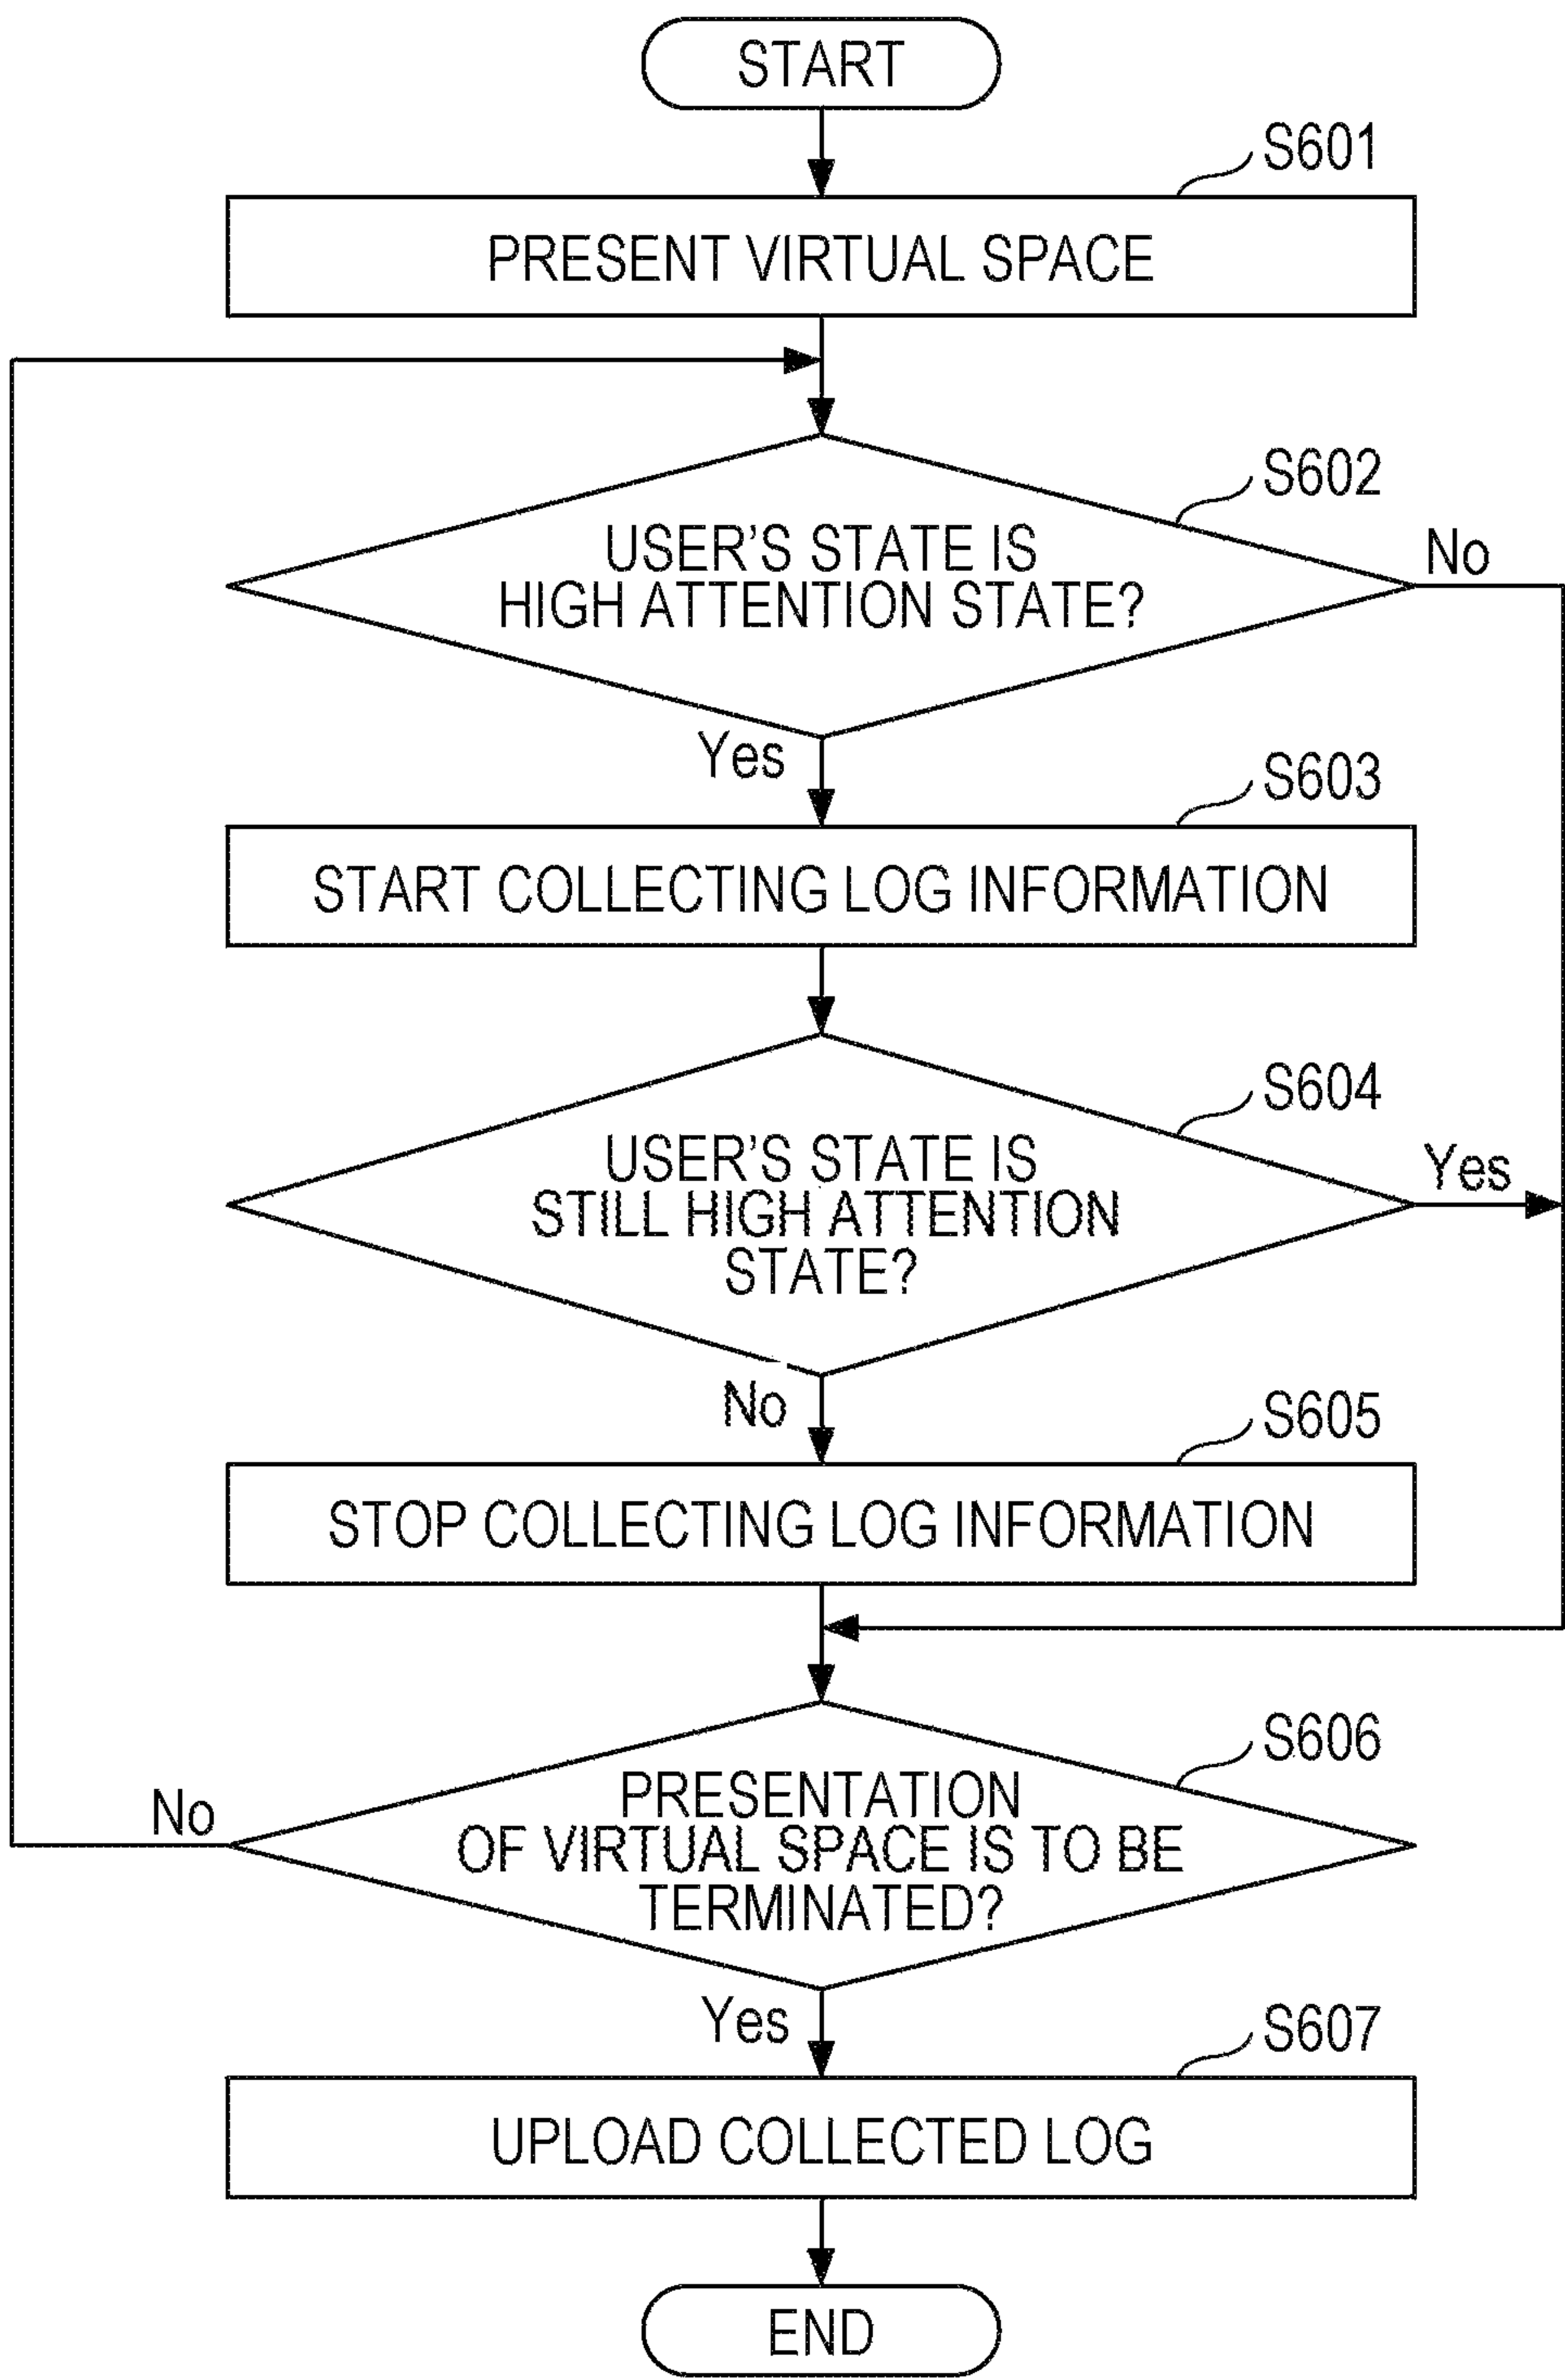 START
S601
PRESENT VIRTUAL SPACE
S602
USER'S STATE IS
HIGH ATTENTION STATE?
No
Yes
S603
START COLLECTING LOG INFORMATION
S604
USER'S STATE IS
STILL HIGH ATTENTION
STATE?
Yes
No
S605
STOP COLLECTING LOG INFORMATION
S606
PRESENTATION
OF VIRTUAL SPACE IS TO BE
TERMINATED?
No
Yes
S607
UPLOAD COLLECTED LOG
END